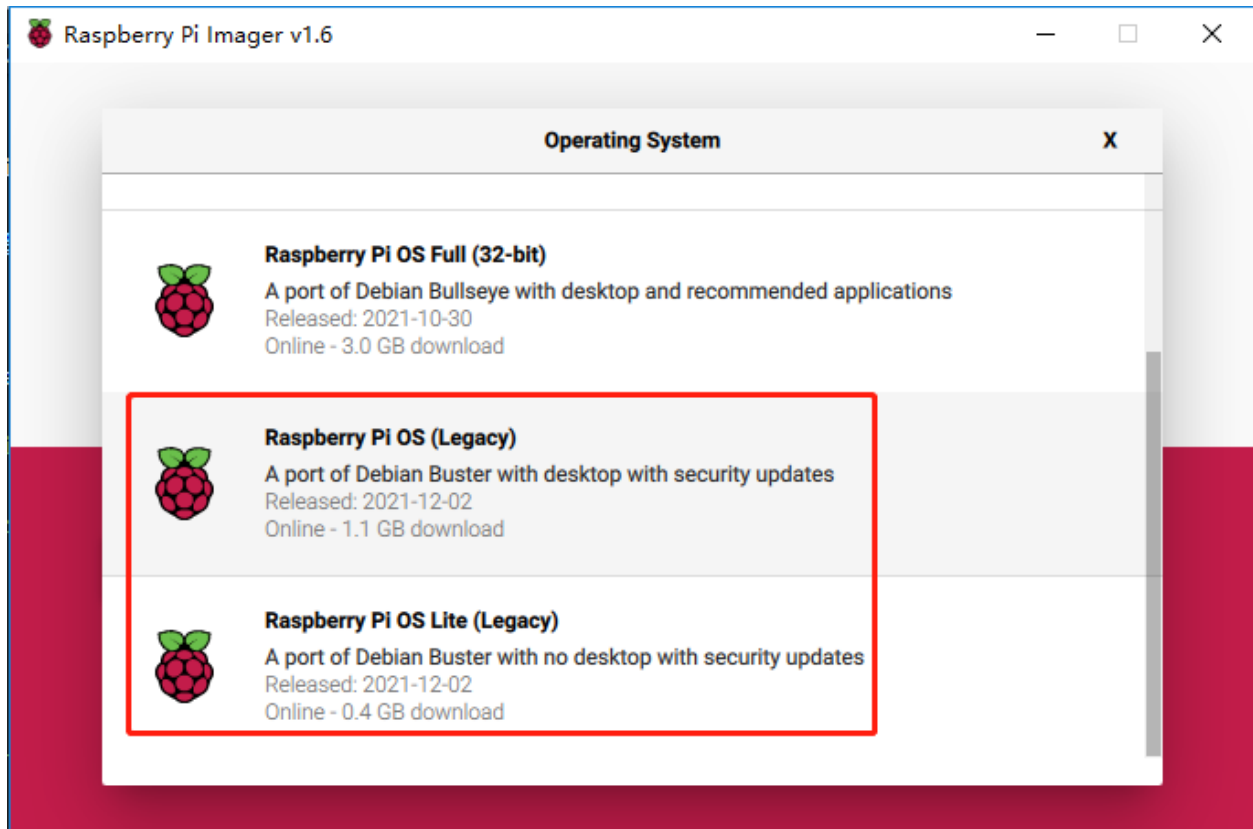 Raspberry Pi Imager v1.6
Operating System
X
Raspberry Pi OS Full (32-bit)
A port of Debian Bullseye with desktop and recommended applications
Released: 2021-10-30
Online - 3.0 GB download
Raspberry Pi OS (Legacy)
A port of Debian Buster with desktop with security updates
Released: 2021-12-02
Online - 1.1 GB download
Raspberry Pi OS Lite (Legacy)
A port of Debian Buster with no desktop with security updates
Released: 2021-12-02
Online - 0.4 GB download